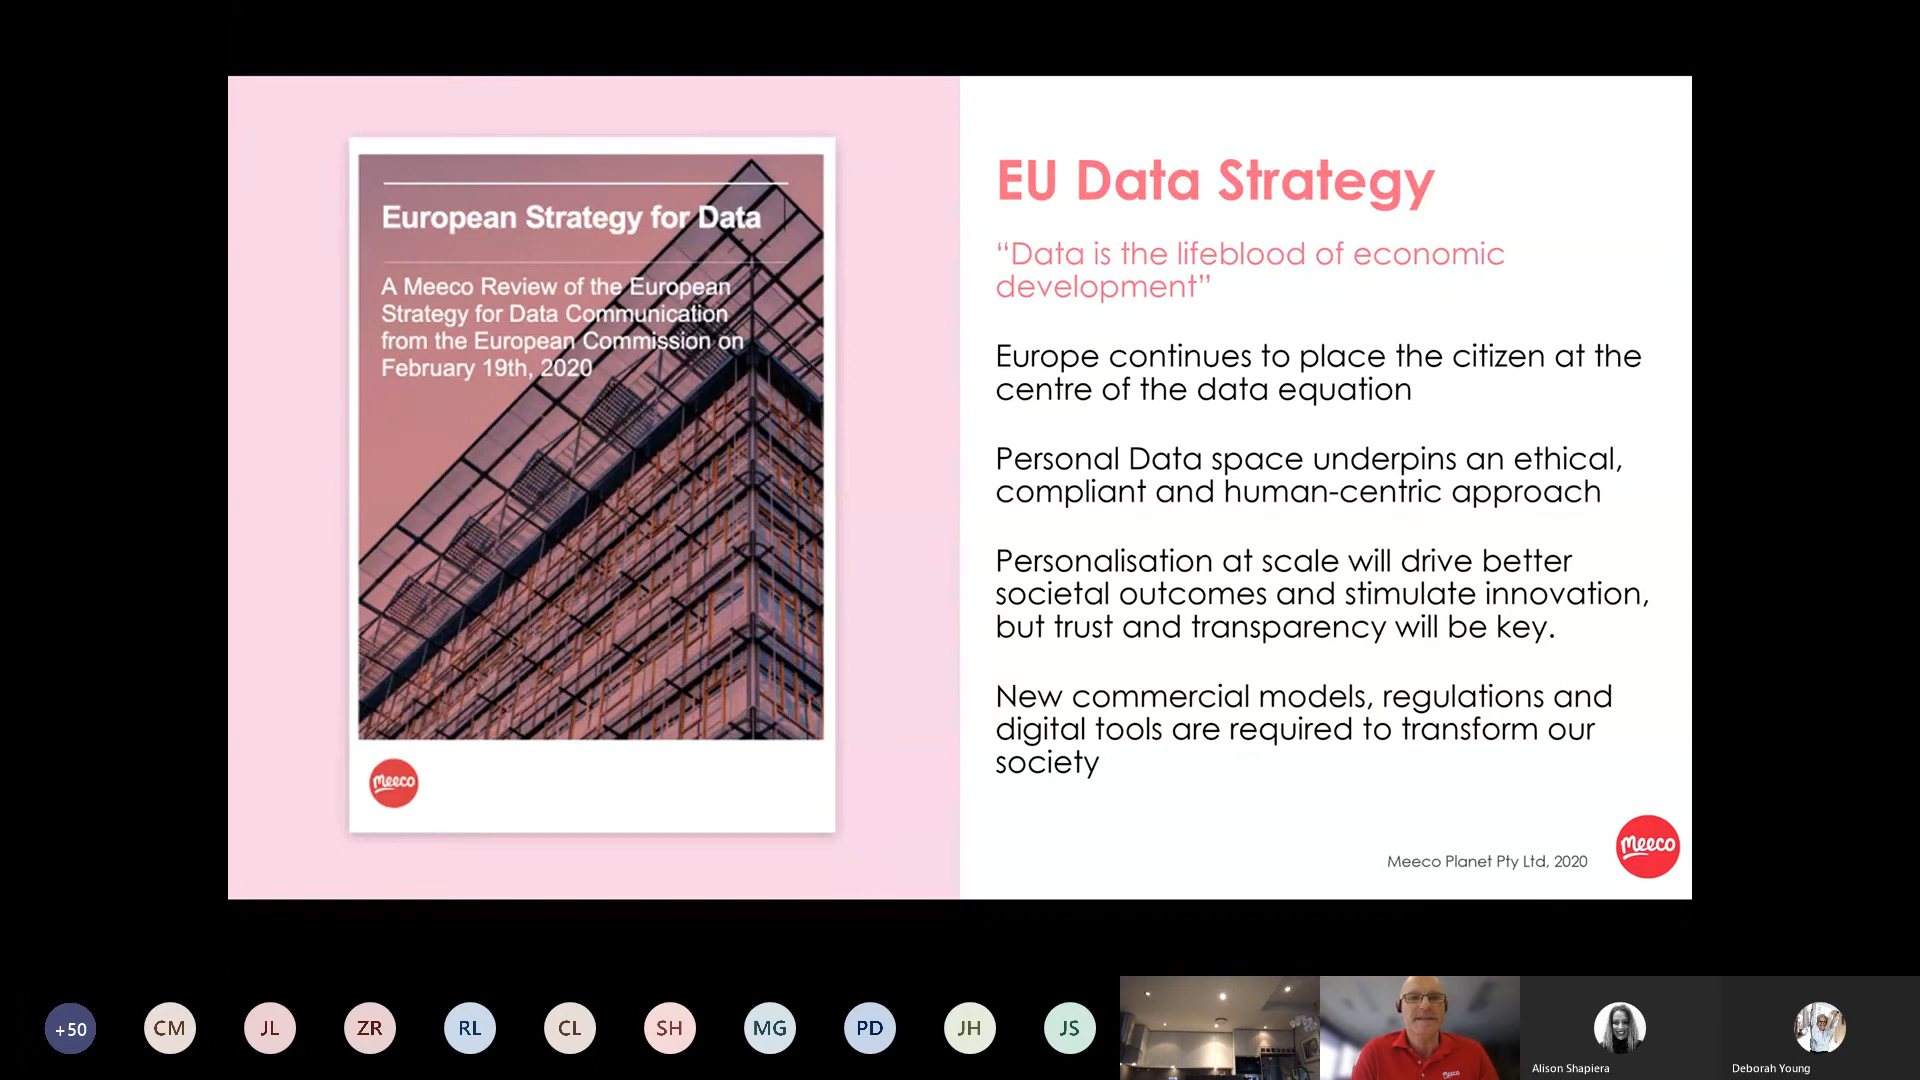 European Strategy for Data
A Meeco Review of the European
Strategy for Data Communication
from the European Commission on
February 19th, 2020
meeco
EU Data Strategy
“Data is the lifeblood of economic
development”
Europe continues to place the citizen at the
centre of the data equation
Personal Data space underpins an ethical,
compliant and human-centric approach
Personalisation at scale will drive better
societal outcomes and stimulate innovation,
but trust and transparency will be key.
New commercial models, regulations and
digital tools are required to transform our
society
Meeco Planet Pty Ltd, 2020
meeco
+50
CM
JL
ZR
RL
CL
SH
MG
PD
JH
JS
meeco
Alison Shapiera
Deborah Young